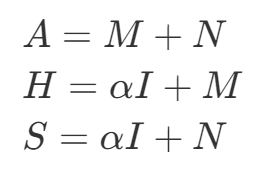 A = M + N
H = αI + M
S = αI + N